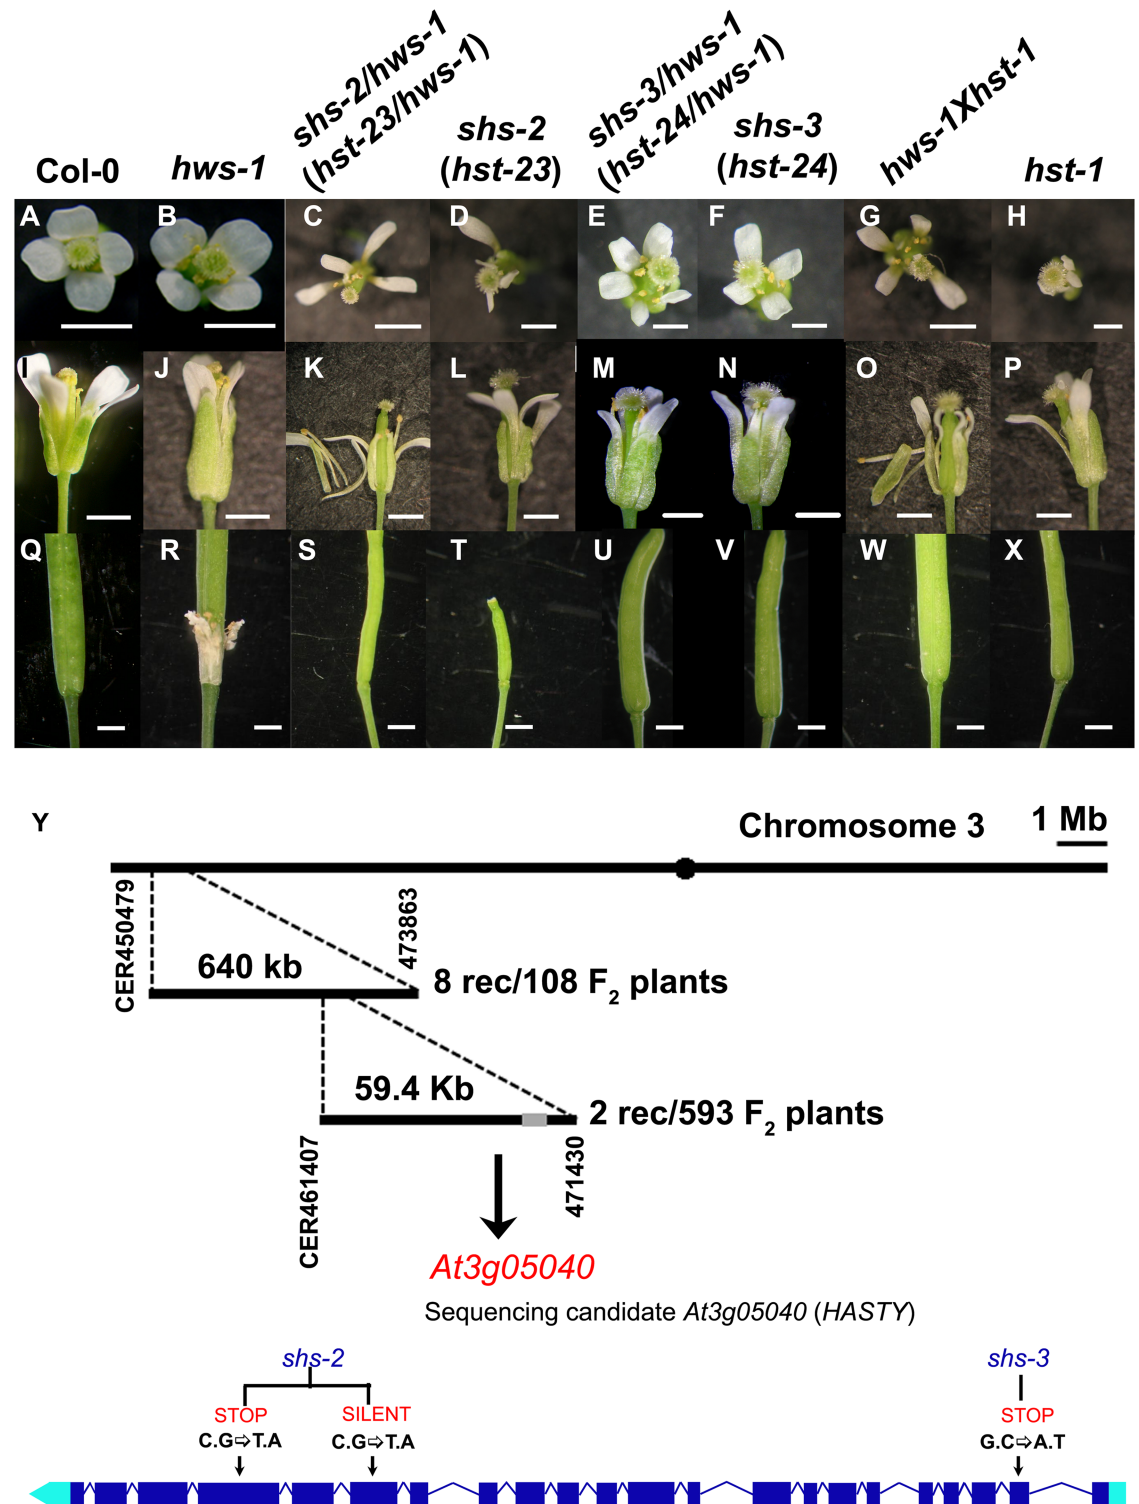 Col-0
hws-1
shs-2/hws-1
(hst-23/hws-1)
shs-2
(hst-23)
shs-3/hws-1
(hst-24/hws-1)
shs-3
(hst-24)
hws-1Xhst-1
hst-1
A B C D E F G H
I J K L M N O P
Q R S T U V W X
Y
Chromosome 3
1 Mb
CER450479
473863
640 kb
8 rec/108 F2 plants
59.4 Kb
2 rec/593 F2 plants
CER461407
471430
At3g05040
Sequencing candidate At3g05040 (HASTY)
shs-2
shs-3
STOP SILENT STOP
C.G⇨T.A C.G⇨T.A G.C⇨A.T